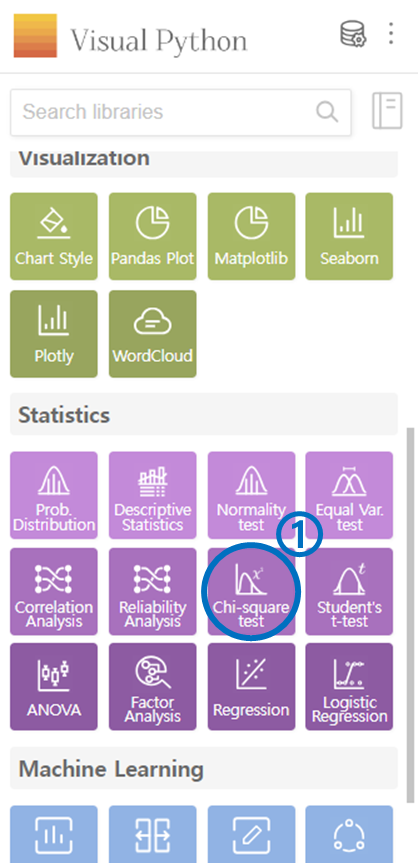 Visual Python
Search libraries
Visualization
Chart Style
Pandas Plot
Matplotlib
Seaborn
Plotly
WordCloud
Statistics
Prob.
Distribution
Descriptive
Statistics
Normality
test
Equal Var.
test
①
Correlation
Analysis
Reliability
Analysis
χ²
Chi-square
test
t
Student's
t-test
ANOVA
Factor
Analysis
Regression
Logistic
Regression
Machine Learning